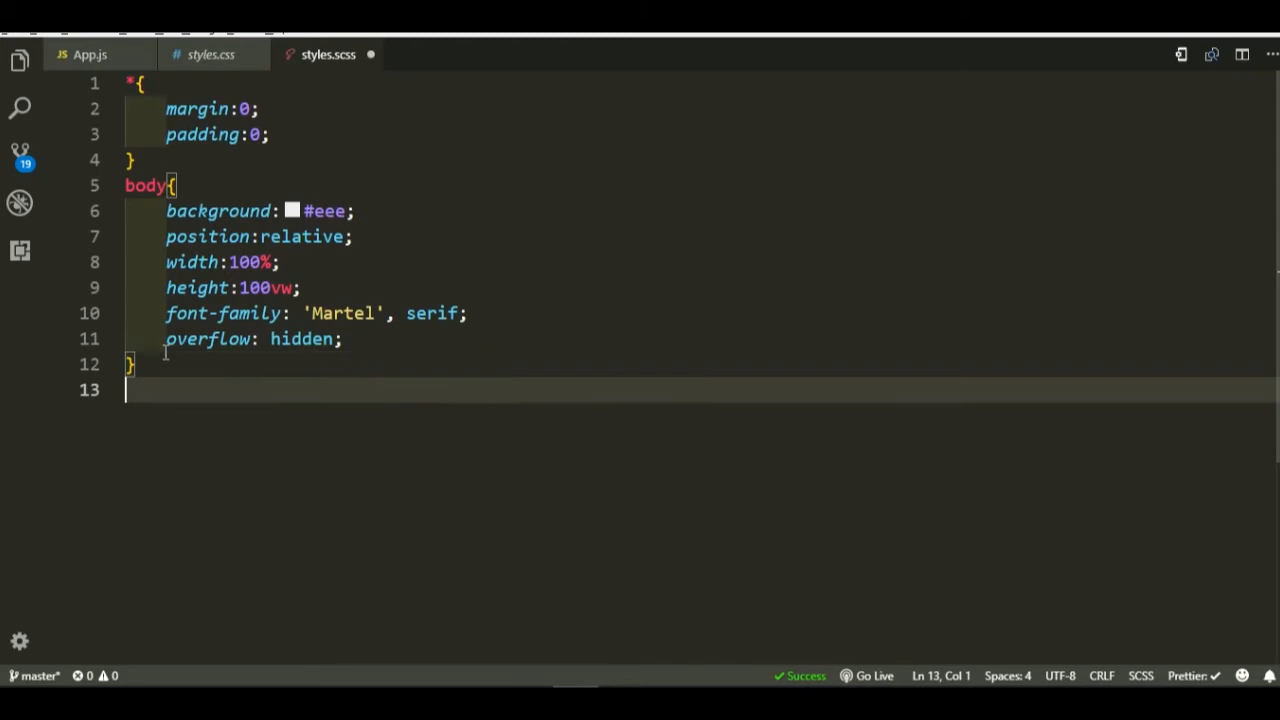 JS App.js # styles.css styles.scss
1 *{
2 margin:0;
3 padding:0;
4 }
5 body{
6 background: #eee;
7 position:relative;
8 width:100%;
9 height:100vw;
10 font-family: 'Martel', serif;
11 overflow: hidden;
12 }
13
19
master* 0 0 Success Go Live Ln 13, Col 1 Spaces: 4 UTF-8 CRLF SCSS Prettier: